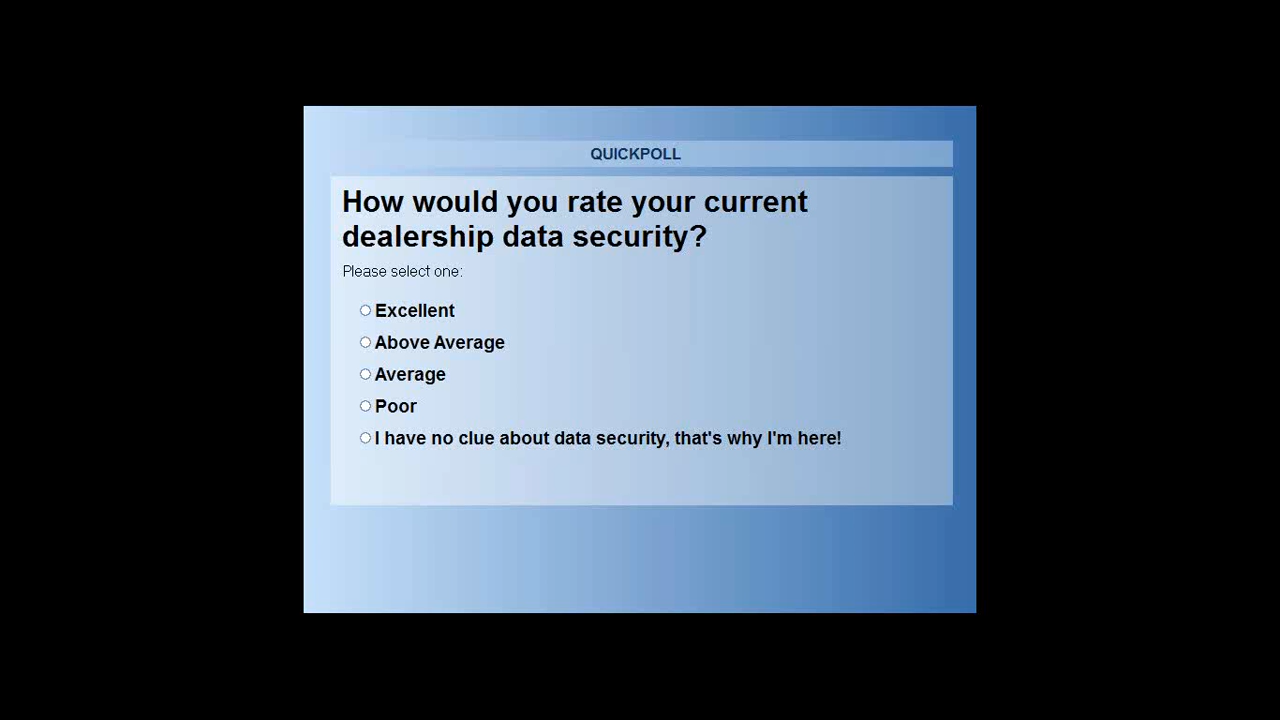 QUICKPOLL
How would you rate your current
dealership data security?
Please select one:
Excellent
Above Average
Average
Poor
I have no clue about data security, that's why I'm here!